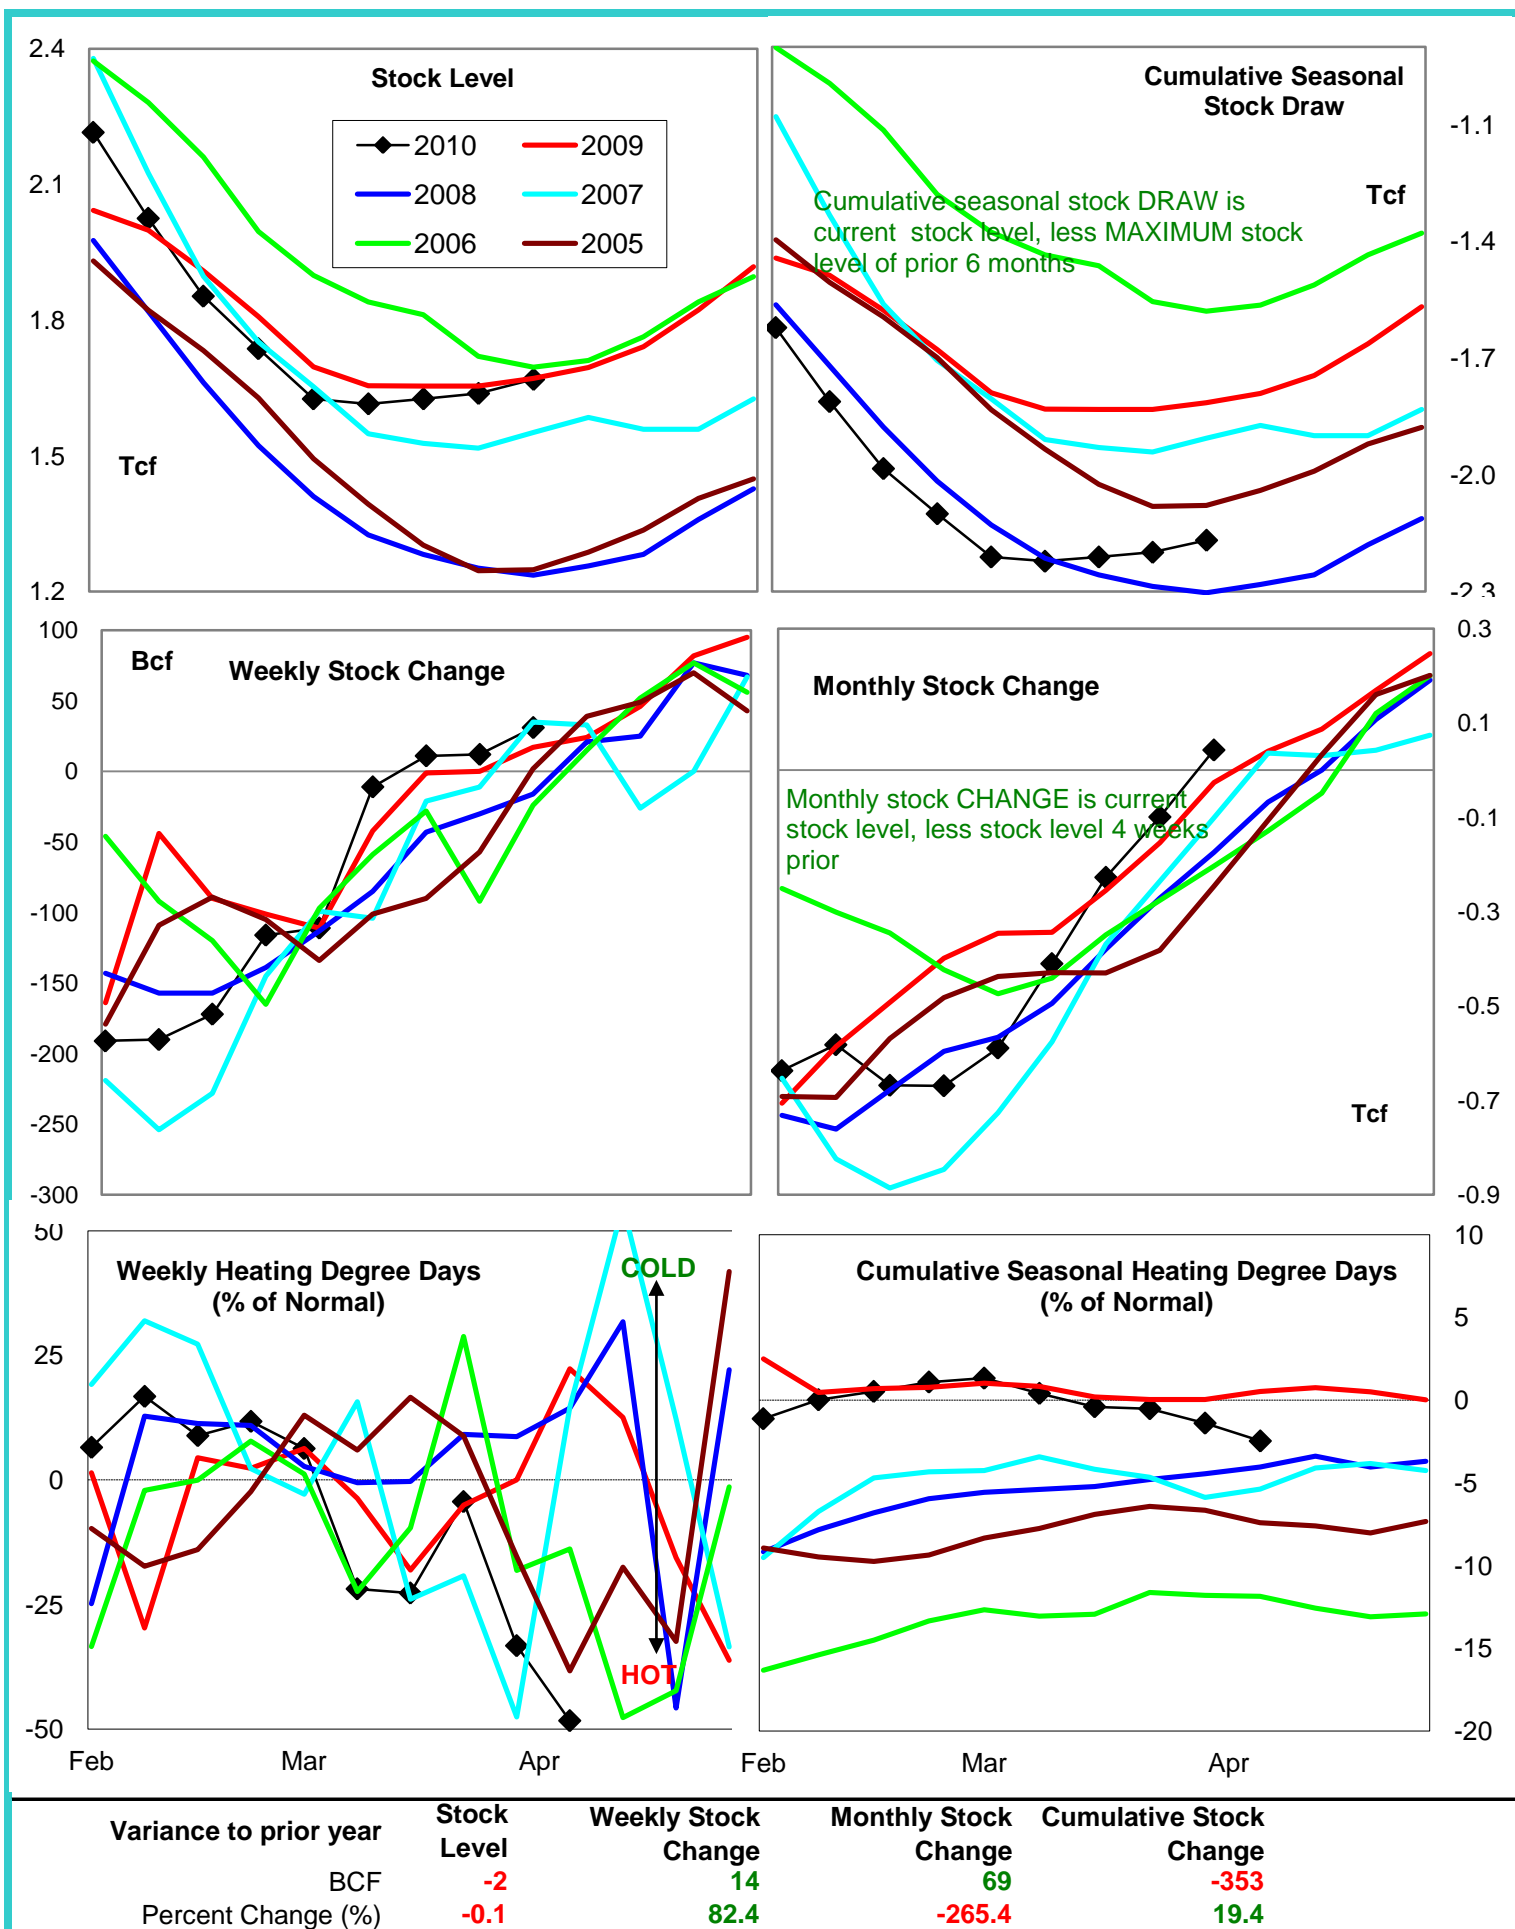 Stock Level
2.4
2.1
1.8
1.5
1.2
2010
2009
2008
2007
2006
2005
Tcf
Cumulative Seasonal
Stock Draw
Tcf
Cumulative seasonal stock DRAW is
current stock level, less MAXIMUM stock
level of prior 6 months
-1.1
-1.4
-1.7
-2.0
-2.3
Bcf
Weekly Stock Change
100
50
0
-50
-100
-150
-200
-250
-300
Monthly Stock Change
Monthly stock CHANGE is current
stock level, less stock level 4 weeks
prior
Tcf
0.3
0.1
-0.1
-0.3
-0.5
-0.7
-0.9
Weekly Heating Degree Days
(% of Normal)
50
25
0
-25
-50
COLD
HOT
Feb
Mar
Apr
Cumulative Seasonal Heating Degree Days
(% of Normal)
10
5
0
-5
-10
-15
-20
Feb
Mar
Apr
Variance to prior year Stock Level Weekly Stock Change Monthly Stock Change Cumulative Stock Change
BCF -2 14 69 -353
Percent Change (%) -0.1 82.4 -265.4 19.4